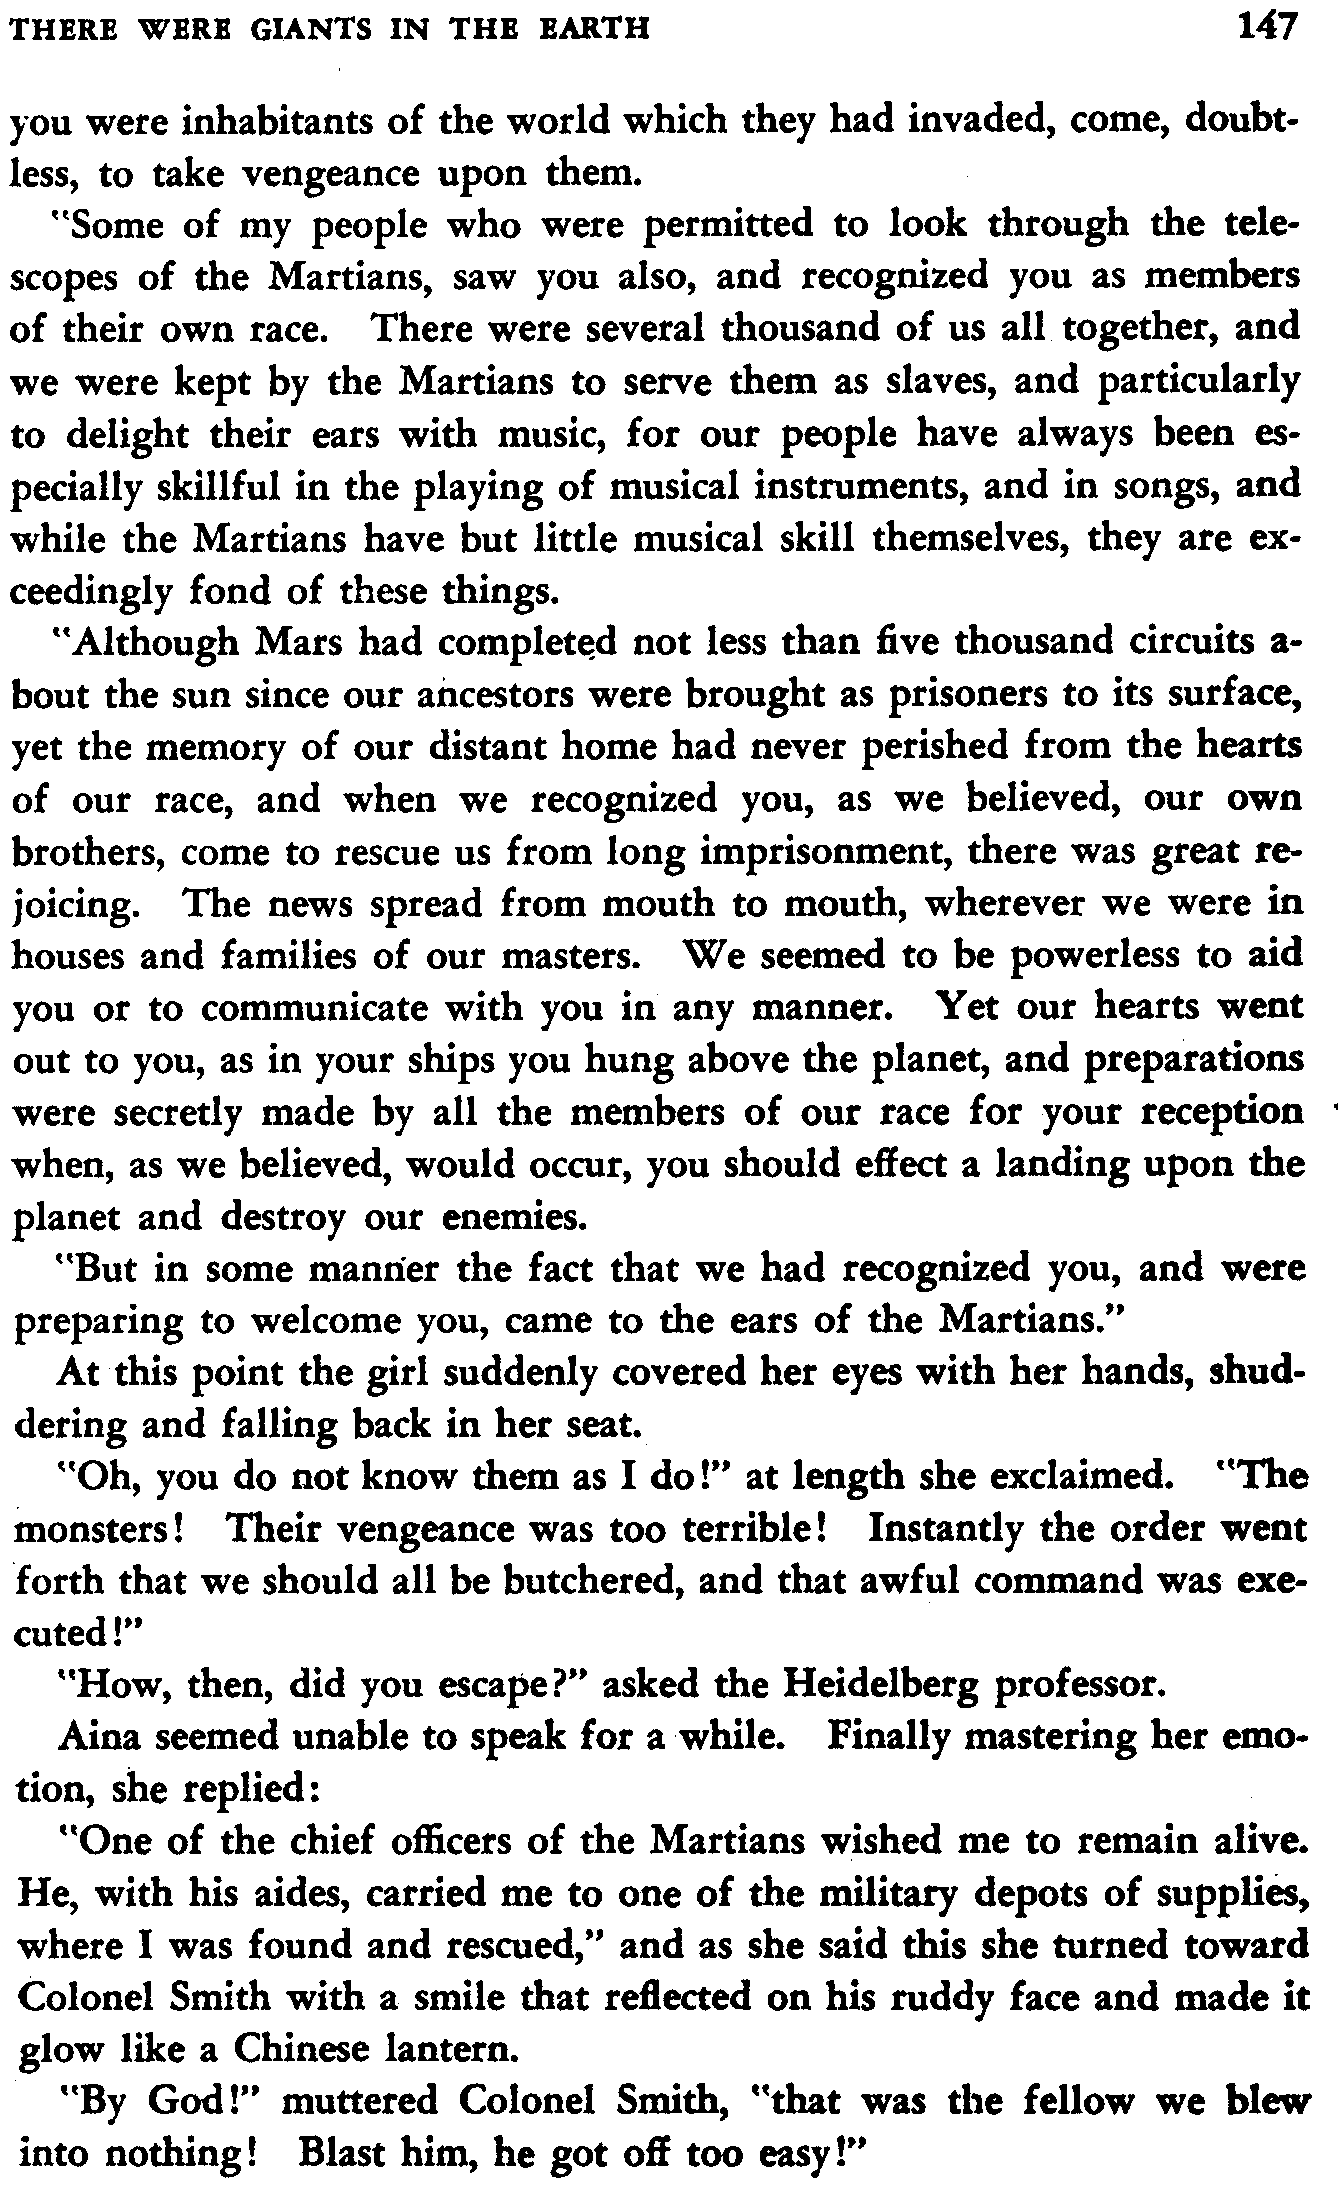 THERE WERE GIANTS IN THE EARTH 147
you were inhabitants of the world which they had invaded, come, doubt-
less, to take vengeance upon them.
"Some of my people who were permitted to look through the tele-
scopes of the Martians, saw you also, and recognized you as members
of their own race. There were several thousand of us all together, and
we were kept by the Martians to serve them as slaves, and particularly
to delight their ears with music, for our people have always been es-
pecially skillful in the playing of musical instruments, and in songs, and
while the Martians have but little musical skill themselves, they are ex-
ceedingly fond of these things.
"Although Mars had completed not less than five thousand circuits a-
bout the sun since our ancestors were brought as prisoners to its surface,
yet the memory of our distant home had never perished from the hearts
of our race, and when we recognized you, as we believed, our own
brothers, come to rescue us from long imprisonment, there was great re-
joicing. The news spread from mouth to mouth, wherever we were in
houses and families of our masters. We seemed to be powerless to aid
you or to communicate with you in any manner. Yet our hearts went
out to you, as in your ships you hung above the planet, and preparations
were secretly made by all the members of our race for your reception
when, as we believed, would occur, you should effect a landing upon the
planet and destroy our enemies.
"But in some manner the fact that we had recognized you, and were
preparing to welcome you, came to the ears of the Martians."
At this point the girl suddenly covered her eyes with her hands, shud-
dering and falling back in her seat.
"Oh, you do not know them as I do!" at length she exclaimed. "The
monsters! Their vengeance was too terrible! Instantly the order went
forth that we should all be butchered, and that awful command was exe-
cuted!"
"How, then, did you escape?" asked the Heidelberg professor.
Aina seemed unable to speak for a while. Finally mastering her emo-
tion, she replied:
"One of the chief officers of the Martians wished me to remain alive.
He, with his aides, carried me to one of the military depots of supplies,
where I was found and rescued," and as she said this she turned toward
Colonel Smith with a smile that reflected on his ruddy face and made it
glow like a Chinese lantern.
"By God!" muttered Colonel Smith, "that was the fellow we blew
into nothing! Blast him, he got off too easy!"